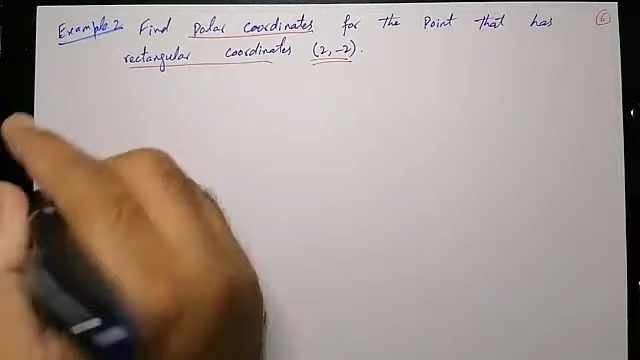 Example 2. Find polar coordinates for the point that has 6
rectangular coordinates (2, -2).